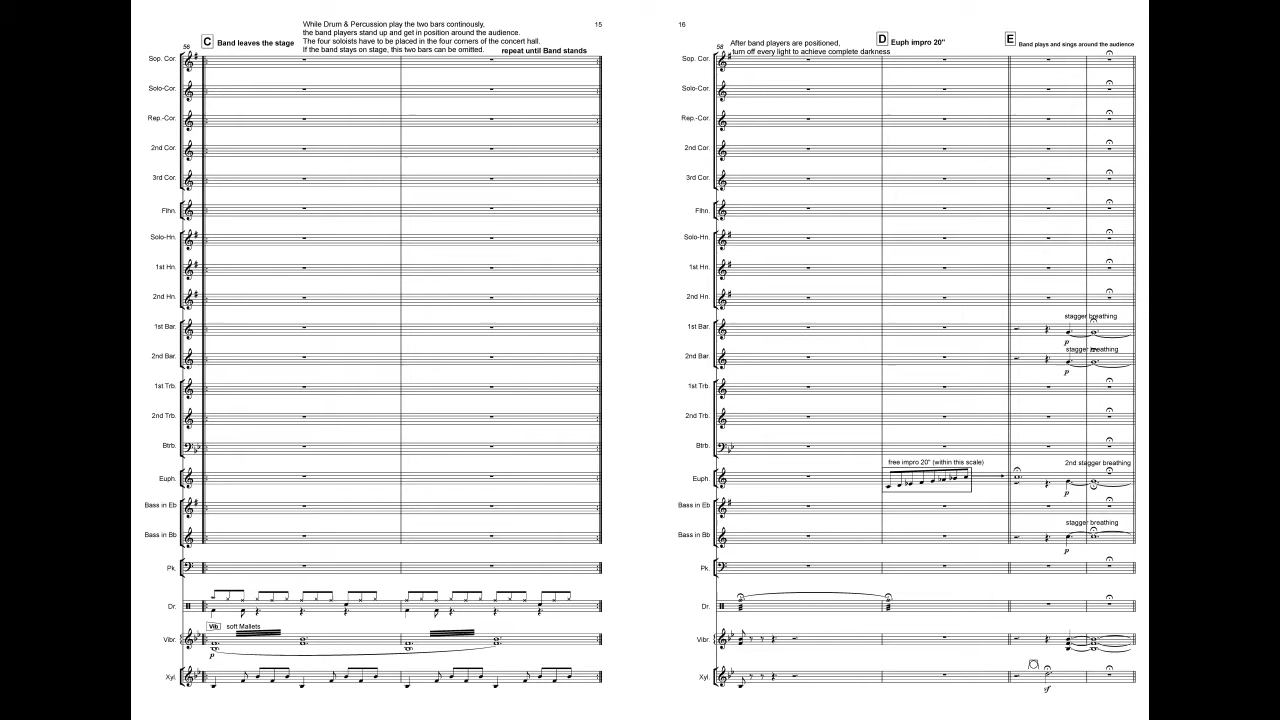 While Drum & Percussion play the two bars continously,
the band players stand up and get in position around the audience.
The four soloists have to be placed in the four corners of the concert hall.
If the band stays on stage, this two bars can be omitted.
repeat until Band stands
15
56
C Band leaves the stage
Sop. Cor.
Solo-Cor.
Rep.-Cor.
2nd Cor.
3rd Cor.
Flhn.
Solo-Hn.
1st Hn.
2nd Hn.
1st Bar.
2nd Bar.
1st Trb.
2nd Trb.
Btrb.
Euph.
Bass in Eb
Bass in Bb
Pk.
Dr.
Vib. soft Mallets
Vibr.
p
Xyl.
16
58
After band players are positioned,
turn off every light to achieve complete darkness
D Euph impro 20"
E Band plays and sings around the audience
Sop. Cor.
Solo-Cor.
Rep.-Cor.
2nd Cor.
3rd Cor.
Flhn.
Solo-Hn.
1st Hn.
2nd Hn.
stagger breathing
1st Bar.
p
stagger breathing
2nd Bar.
p
1st Trb.
2nd Trb.
Btrb.
free impro 20" (within this scale)
2nd stagger breathing
Euph.
p
Bass in Eb
stagger breathing
Bass in Bb
p
Pk.
Dr.
Vibr.
Xyl.
sf